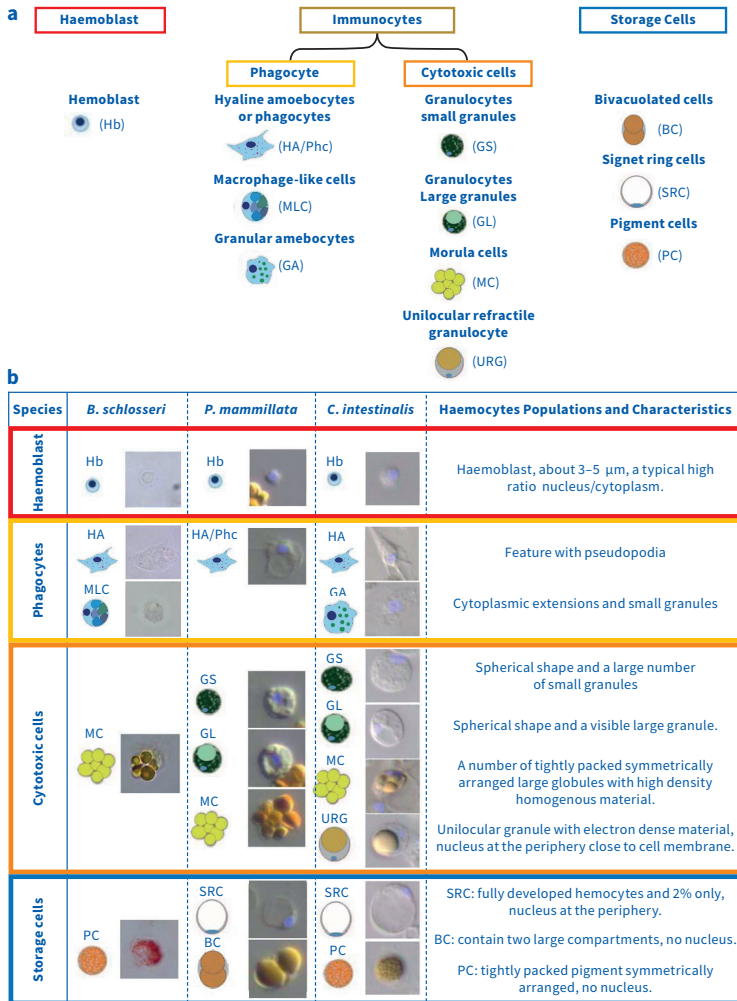 a
Haemoblast
Immunocytes
Storage Cells
Phagocyte
Cytotoxic cells
Hemoblast
(Hb)
Hyaline amoebocytes
or phagocytes
(HA/Phc)
Macrophage-like cells
(MLC)
Granular amebocytes
(GA)
Granulocytes
small granules
(GS)
Granulocytes
Large granules
(GL)
Morula cells
(MC)
Unilocular refractile
granulocyte
(URG)
Bivacuolated cells
(BC)
Signet ring cells
(SRC)
Pigment cells
(PC)
b
Species
B. schlosseri
P. mammillata
C. intestinalis
Haemocytes Populations and Characteristics
Haemoblast
Hb
Hb
Hb
Haemoblast, about 3–5 μm, a typical high
ratio nucleus/cytoplasm.
Phagocytes
HA
HA/Phc
HA
Feature with pseudopodia
MLC
GA
Cytoplasmic extensions and small granules
Cytotoxic cells
MC
GS
GL
MC
GS
GL
MC
URG
Spherical shape and a large number
of small granules
Spherical shape and a visible large granule.
A number of tightly packed symmetrically
arranged large globules with high density
homogenous material.
Unilocular granule with electron dense material,
nucleus at the periphery close to cell membrane.
Storage cells
PC
SRC
BC
SRC
PC
SRC: fully developed hemocytes and 2% only,
nucleus at the periphery.
BC: contain two large compartments, no nucleus.
PC: tightly packed pigment symmetrically
arranged, no nucleus.